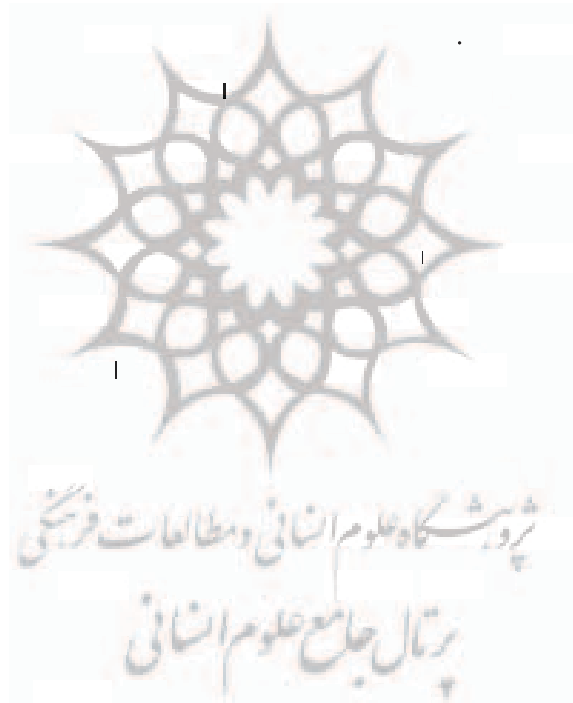 پژوهشگاه علوم انسانی و مطالعات فرهنگی
پرتال جامع علوم انسانی